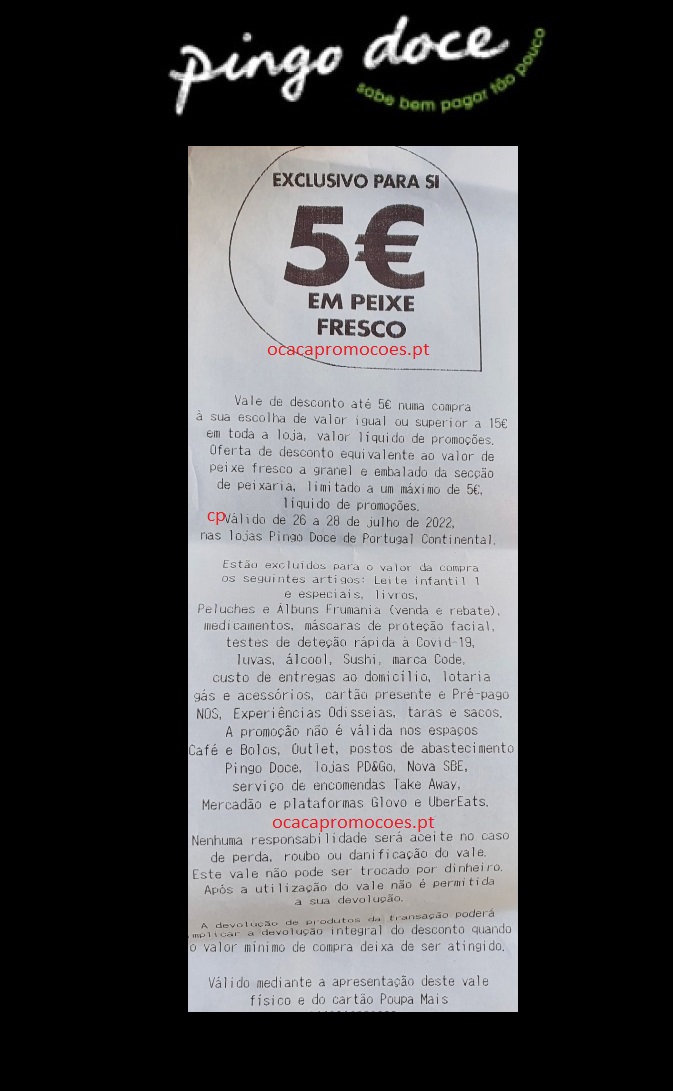 pingo doce
sabe bem pagar tão pouco
EXCLUSIVO PARA SI
5€
EM PEIXE
FRESCO
ocacapromocoes.pt
Vale de desconto até 5€ numa compra
à sua escolha de valor igual ou superior a 15€
em toda a loja, valor líquido de promoções.
Oferta de desconto equivalente ao valor de
peixe fresco a granel e embalado da secção
de peixaria, limitado a um máximo de 5€,
líquido de promoções.
cpVálido de 26 a 28 de julho de 2022,
nas lojas Pingo Doce de Portugal Continental.
Estão excluídos para o valor da compra
os seguintes artigos: Leite infantil 1
e especiais, livros,
Peluches e Álbuns Frumania (venda e rebate),
medicamentos, máscaras de proteção facial,
testes de deteção rápida à Covid-19,
luvas, álcool, Sushi, marca Code,
custo de entregas ao domicílio, lotaria
gás e acessórios, cartão presente e Pré-pago
NOS, Experiências Odisseias, taras e sacos.
A promoção não é válida nos espaços
Café e Bolos, Outlet, postos de abastecimento
Pingo Doce, lojas PD&Go, Nova SBE,
serviço de encomendas Take Away,
Mercadão e plataformas Glovo e UberEats.
ocacapromocoes.pt
Nenhuma responsabilidade será aceite no caso
de perda, roubo ou danificação do vale.
Este vale não pode ser trocado por dinheiro.
Após a utilização do vale não é permitida
a sua devolução.
A devolução de produtos da transação poderá
implicar a devolução integral do desconto quando
o valor mínimo de compra deixa de ser atingido.
Válido mediante a apresentação deste vale
físico e do cartão Poupa Mais